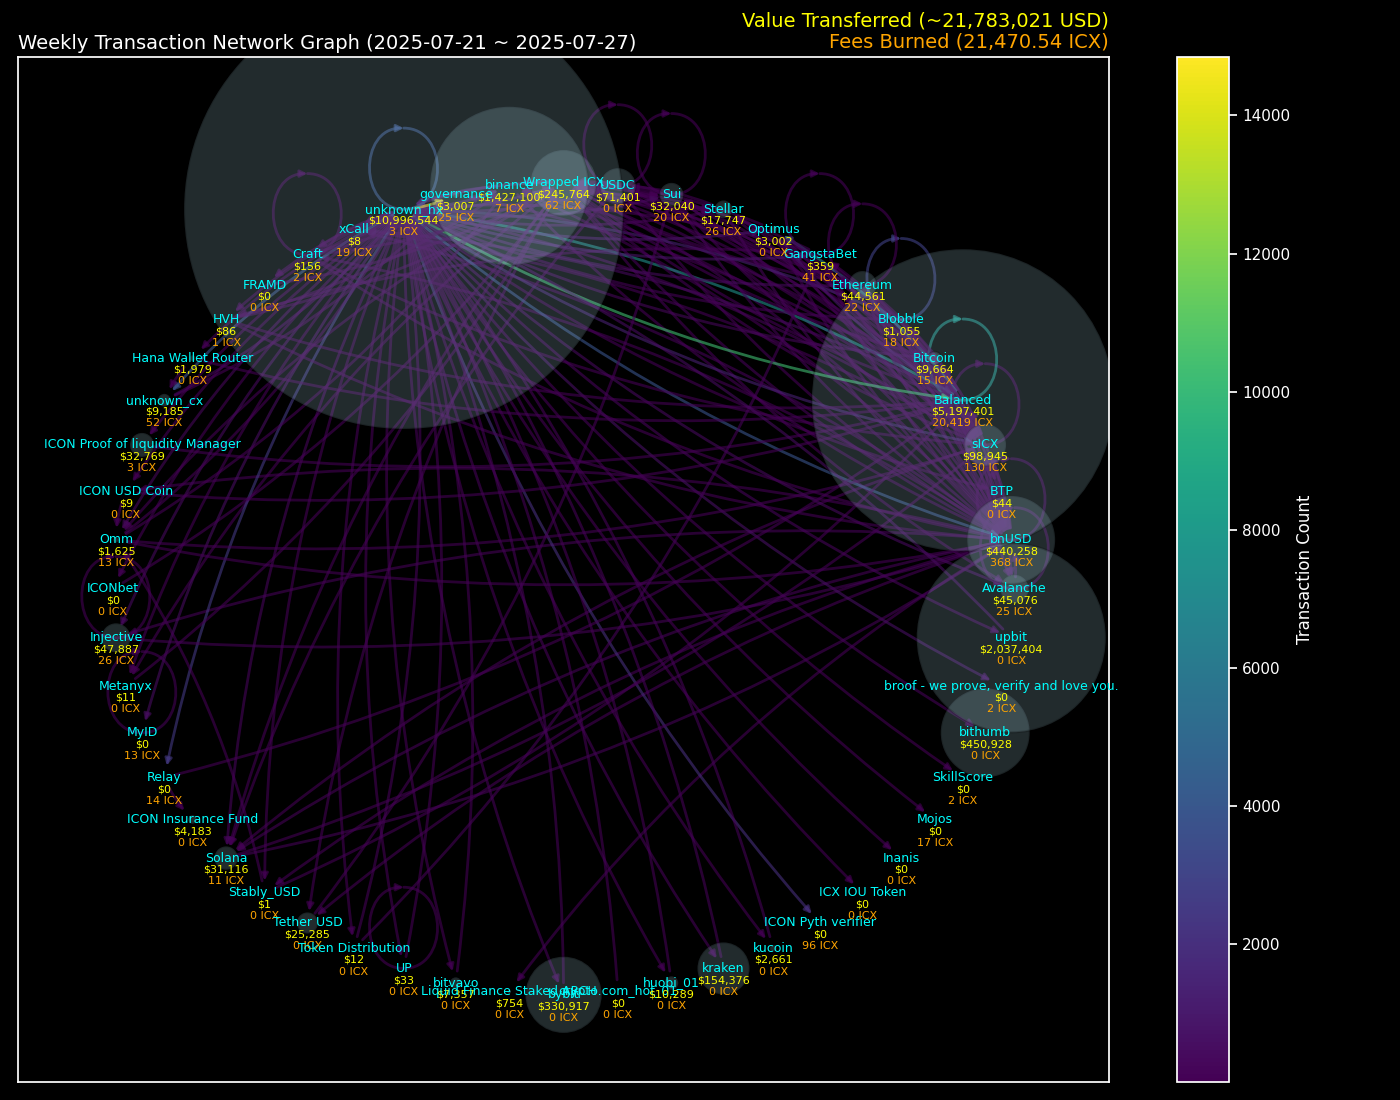 Value Transferred (~21,783,021 USD)
Weekly Transaction Network Graph (2025-07-21 ~ 2025-07-27)
Fees Burned (21,470.54 ICX)
unknown_hx
$10,996,544
3 ICX
governance
$3,007
25 ICX
binance
$1,427,100
7 ICX
Wrapped ICX
$245,764
62 ICX
USDC
$71,401
0 ICX
Sui
$32,040
20 ICX
Stellar
$17,747
26 ICX
Optimus
$3,002
0 ICX
GangstaBet
$359
41 ICX
Ethereum
$44,561
22 ICX
Blobble
$1,055
18 ICX
Bitcoin
$9,664
15 ICX
Balanced
$5,197,401
20,419 ICX
sICX
$98,945
130 ICX
BTP
$44
0 ICX
bnUSD
$440,258
368 ICX
Avalanche
$45,076
25 ICX
upbit
$2,037,404
0 ICX
broof - we prove, verify and love you.
$0
2 ICX
bithumb
$450,928
0 ICX
SkillScore
$0
2 ICX
Mojos
$0
17 ICX
Inanis
$0
0 ICX
ICX IOU Token
$0
0 ICX
ICON Pyth verifier
$0
96 ICX
kucoin
$2,661
0 ICX
kraken
$154,376
0 ICX
huobi_01
$10,289
0 ICX
$0
0 ICX
bybit
$330,917
0 ICX
Liquid Finance Staked
$754
0 ICX
bitvavo
$7,357
0 ICX
UP
$33
0 ICX
Token Distribution
$12
0 ICX
Tether USD
$25,285
0 ICX
Stably_USD
$1
0 ICX
Solana
$31,116
11 ICX
ICON Insurance Fund
$4,183
0 ICX
Relay
$0
14 ICX
MyID
$0
13 ICX
Metanyx
$11
0 ICX
Injective
$47,887
26 ICX
ICONbet
$0
0 ICX
Omm
$1,625
13 ICX
ICON USD Coin
$9
0 ICX
ICON Proof of liquidity Manager
$32,769
3 ICX
unknown_cx
$9,185
52 ICX
Hana Wallet Router
$1,979
0 ICX
HVH
$86
1 ICX
FRAMD
$0
0 ICX
Craft
$156
2 ICX
xCall
$8
19 ICX
14000
12000
10000
8000
6000
4000
2000
Transaction Count